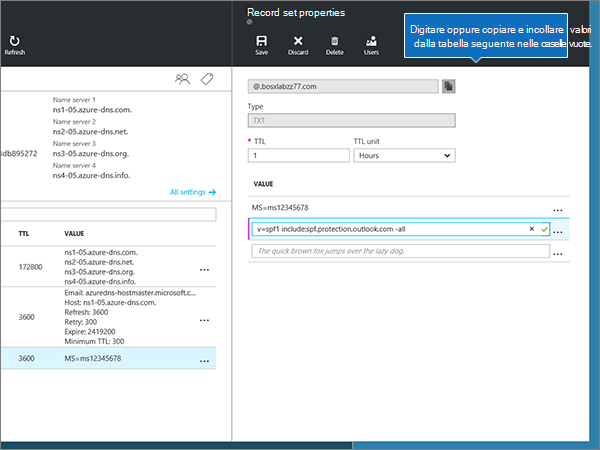 Record set properties
Digitare oppure copiare e incollare i valori
dalla tabella seguente nelle caselle vuote.
Refresh
Save
Discard
Delete
Users
@.bosxlabzz77.com
Type
TXT
* TTL
TTL unit
1
Hours
VALUE
MS=ms12345678
v=spf1 include:spf.protection.outlook.com -all
The quick brown fox jumps over the lazy dog.
Name server 1
ns1-05.azure-dns.com.
Name server 2
ns2-05.azure-dns.net.
Name server 3
3db895272
ns3-05.azure-dns.org.
Name server 4
ns4-05.azure-dns.info.
All settings
TTL
VALUE
172800
ns1-05.azure-dns.com.
ns2-05.azure-dns.net.
ns3-05.azure-dns.org.
ns4-05.azure-dns.info.
...
3600
Email: azuredns-hostmaster.microsoft.c...
Host: ns1-05.azure-dns.com.
Refresh: 3600
Retry: 300
Expire: 2419200
Minimum TTL: 300
...
3600
MS=ms12345678
...